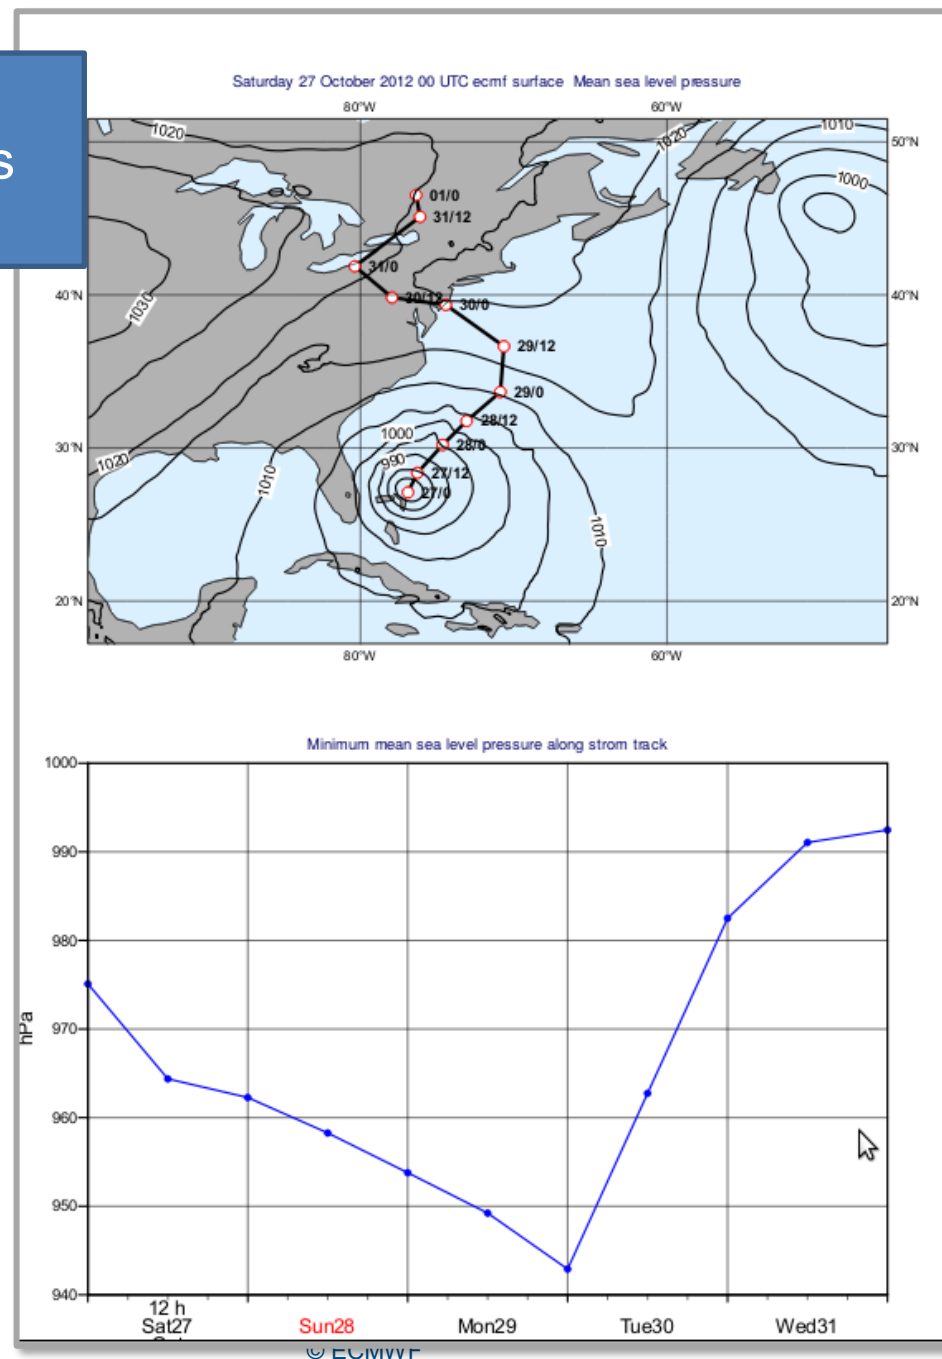 s
Saturday 27 October 2012 00 UTC ecmf surface Mean sea level pressure
80°W 60°W
1020 1020 1010
50°N
1000
01/0
31/12
31/0
40°N 30/12 30/0 40°N
1030
29/12
29/0
28/12
1000
30°N 28/0 30°N
1020 990
1010 27/12
27/0
1010
20°N 20°N
80°W 60°W
Minimum mean sea level pressure along strom track
1000
990
980
970
hPa
960
950
940
12 h
Sat27 Sun28 Mon29 Tue30 Wed31
© ECMWF